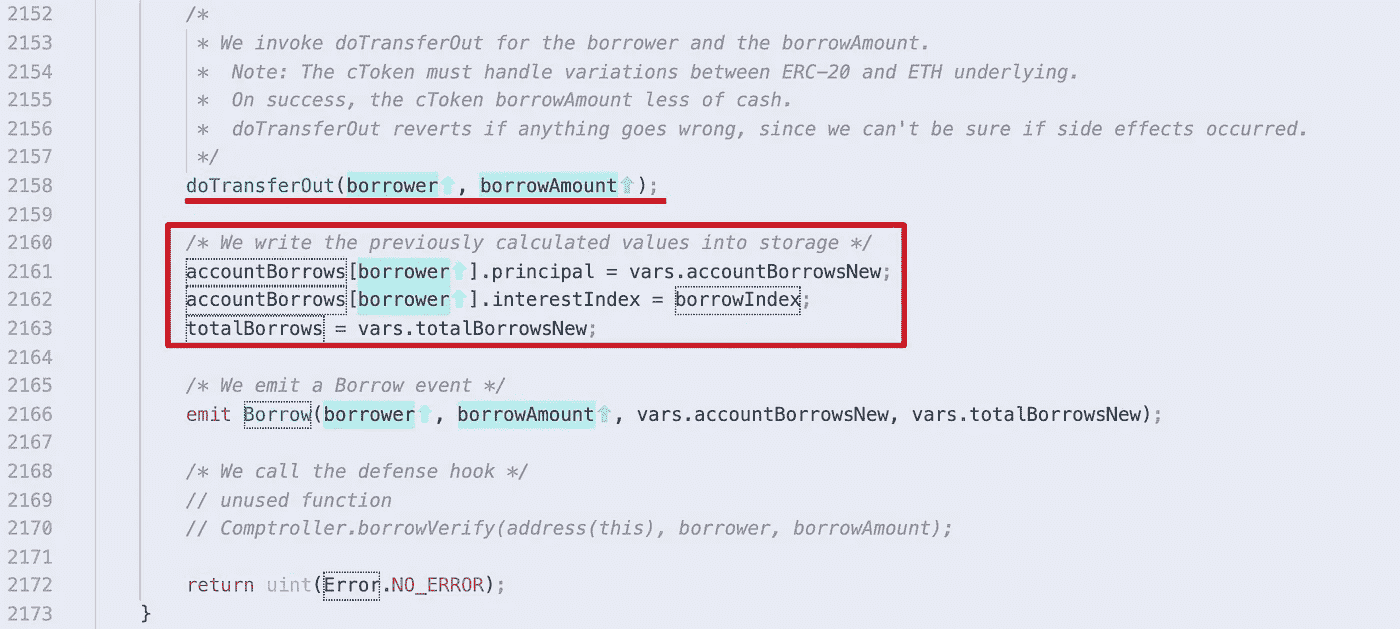 2152 /*
2153 * We invoke doTransferOut for the borrower and the borrowAmount.
2154 * Note: The cToken must handle variations between ERC-20 and ETH underlying.
2155 * On success, the cToken borrowAmount less of cash.
2156 * doTransferOut reverts if anything goes wrong, since we can't be sure if side effects occurred.
2157 */
2158 doTransferOut(borrower⬆, borrowAmount⇧);
2159
2160 /* We write the previously calculated values into storage */
2161 accountBorrows[borrower⬆].principal = vars.accountBorrowsNew;
2162 accountBorrows[borrower⬆].interestIndex = borrowIndex;
2163 totalBorrows = vars.totalBorrowsNew;
2164
2165 /* We emit a Borrow event */
2166 emit Borrow(borrower⬆, borrowAmount⇧, vars.accountBorrowsNew, vars.totalBorrowsNew);
2167
2168 /* We call the defense hook */
2169 // unused function
2170 // Comptroller.borrowVerify(address(this), borrower, borrowAmount);
2171
2172 return uint(Error.NO_ERROR);
2173 }